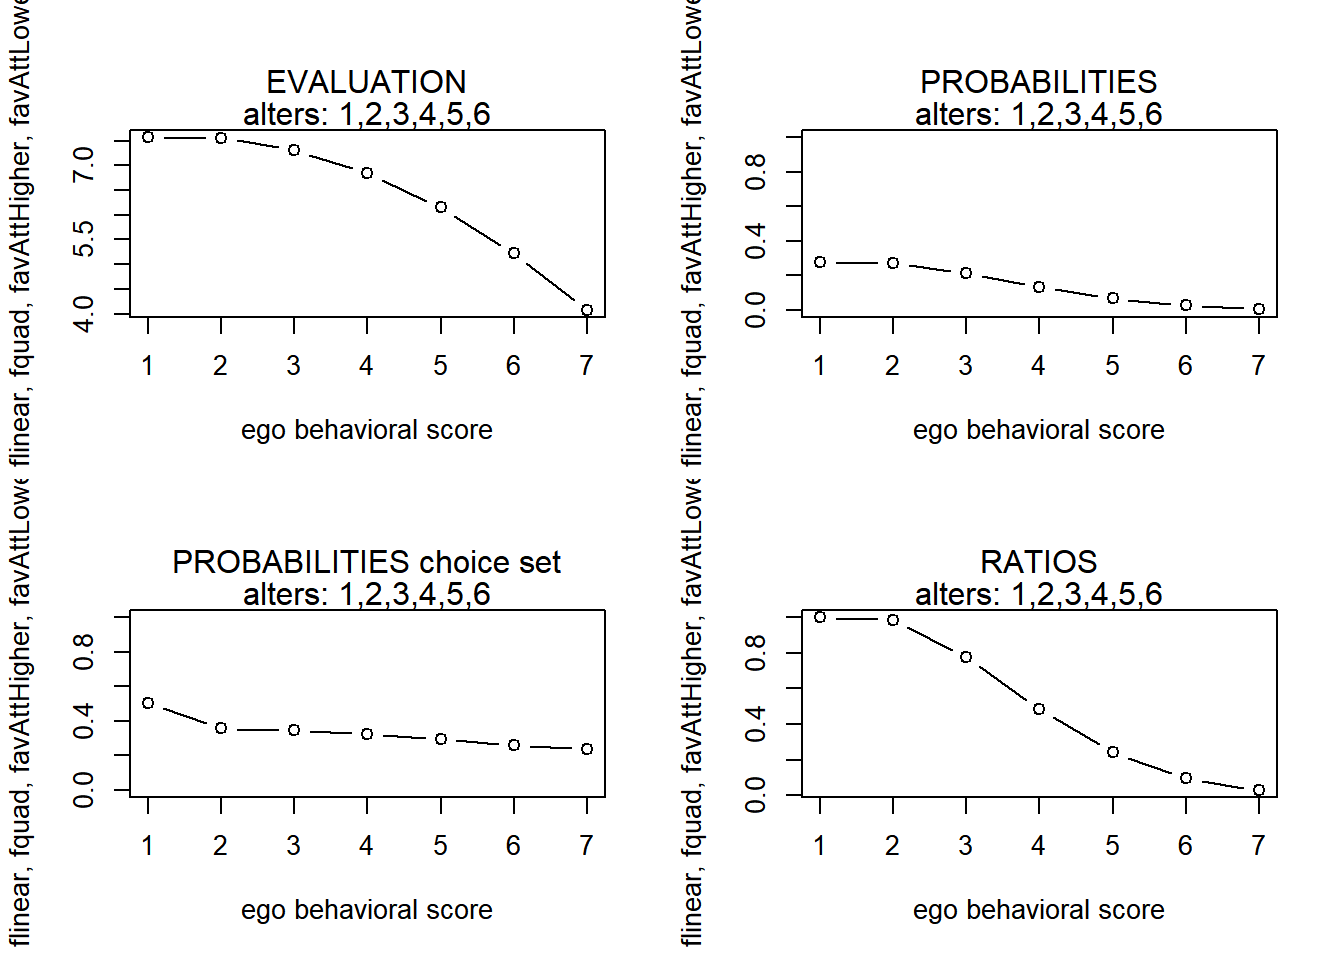 EVALUATION
alters: 1,2,3,4,5,6
flinear, fquad, favAttHigher, favAttLowe
7.0
5.5
4.0
1 2 3 4 5 6 7
ego behavioral score
PROBABILITIES
alters: 1,2,3,4,5,6
flinear, fquad, favAttHigher, favAttLowe
0.8
0.4
0.0
1 2 3 4 5 6 7
ego behavioral score
PROBABILITIES choice set
alters: 1,2,3,4,5,6
flinear, fquad, favAttHigher, favAttLowe
0.8
0.4
0.0
1 2 3 4 5 6 7
ego behavioral score
RATIOS
alters: 1,2,3,4,5,6
flinear, fquad, favAttHigher, favAttLowe
0.8
0.4
0.0
1 2 3 4 5 6 7
ego behavioral score